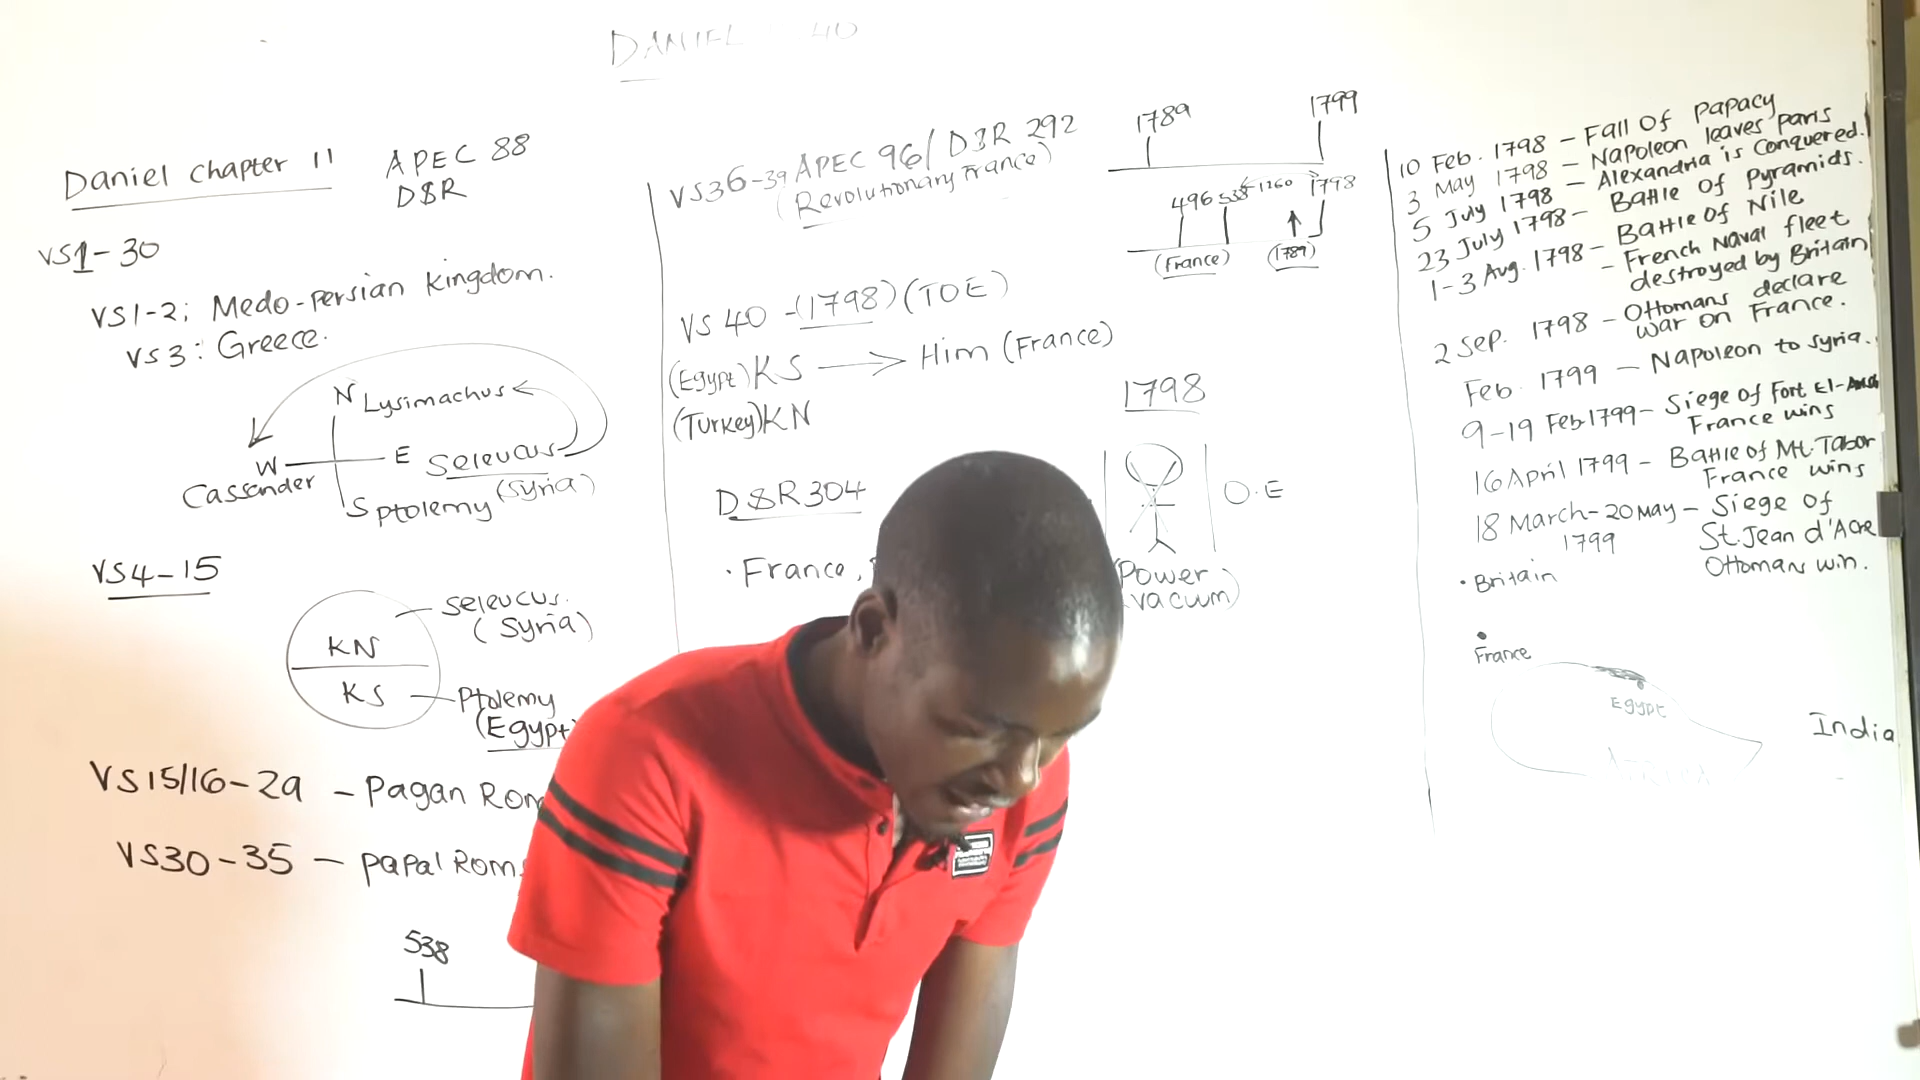 DANIEL 40
Daniel chapter 11
APEC 88
D&R
VS1-30
VS1-2; Medo-persian kingdom.
VS3: Greece.
N Lysimachus
W E Seleucus
Cassander (Syria)
S Ptolemy
VS4-15
KN
KS
Seleucus.
(Syria)
Ptolemy
(Egypt)
VS15/16-29 - Pagan Rom
VS30-35 - papal Rom
538
VS36-39 APEC 96/ D&R 292
(Revolutionary France)
VS 40 - (1798) (TOE)
(Egypt) KS → Him (France)
(Turkey) KN
D&R 304
· France,
1789 1799
496 538 1260 1798
(France) (1789)
1798
O.E
(Power
vacuum)
10 Feb. 1798 - Fall Of Papacy
3 May 1798 - Napoleon leaves paris
5 July 1798 - Alexandria is conquered.
23 July 1798 - Battle Of Pyramids.
1-3 Aug. 1798 - Battle Of Nile
- French Naval fleet
destroyed by Britain
2 Sep. 1798 - Ottomans declare
war on France.
Feb. 1799 - Napoleon to Syria.
9-19 Feb 1799 - Siege of Fort El-
France wins
16 April 1799 - Battle of Mt. Tabor
France wins
18 March-20 May - Siege of
1799 St. Jean d'Acre
Ottomans win.
· Britain
France
Egypt
India